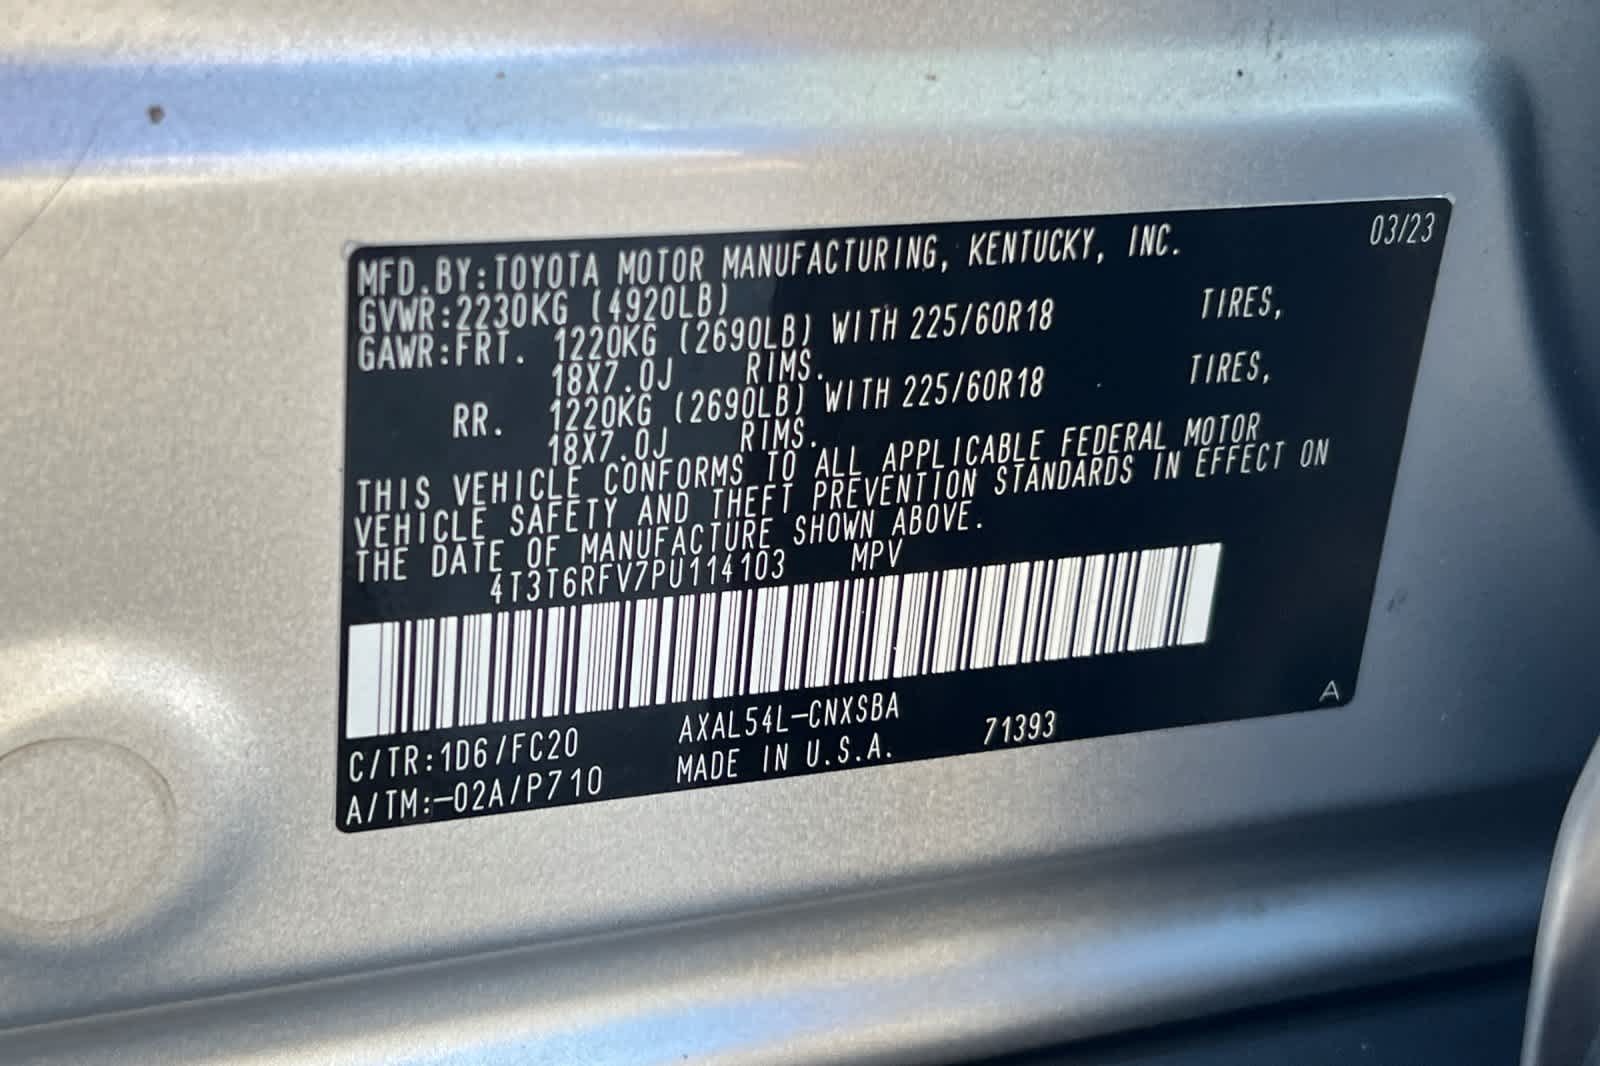 03/23
MFD.BY:TOYOTA MOTOR MANUFACTURING, KENTUCKY, INC.
GVWR:2230KG (4920LB)
GAWR:FRT. 1220KG (2690LB) WITH 225/60R18 TIRES,
18X7.0J RIMS.
RR. 1220KG (2690LB) WITH 225/60R18 TIRES,
18X7.0J RIMS.
THIS VEHICLE CONFORMS TO ALL APPLICABLE FEDERAL MOTOR
VEHICLE SAFETY AND THEFT PREVENTION STANDARDS IN EFFECT ON
THE DATE OF MANUFACTURE SHOWN ABOVE.
4T3T6RFV7PU114103 MPV
C/TR:1D6/FC20 AXAL54L-CNXSBA
A/TM:-02A/P710 MADE IN U.S.A. 71393
A